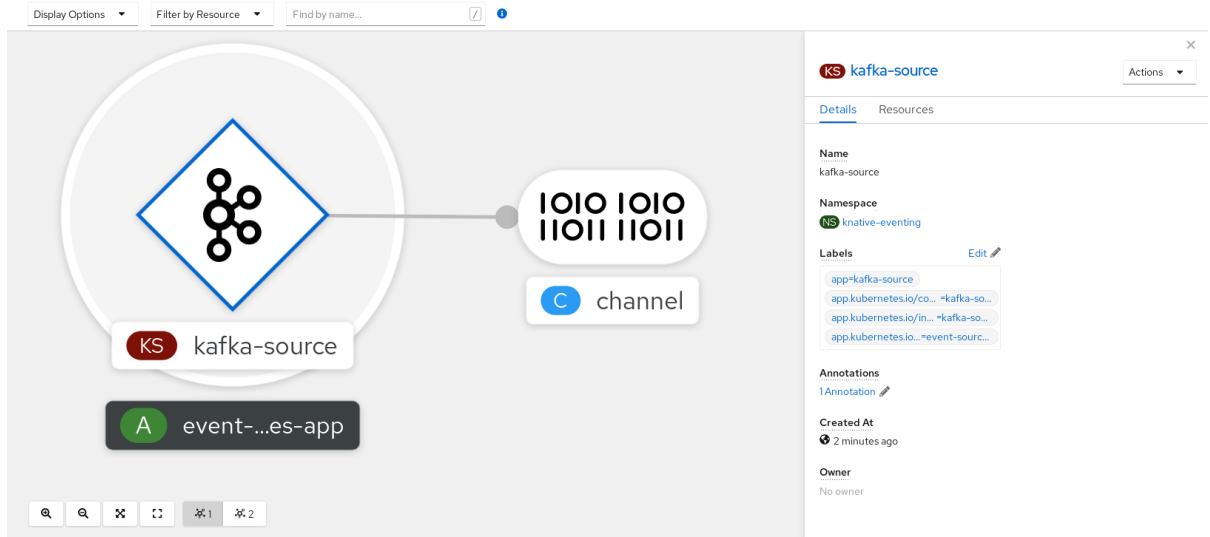 Display Options
Filter by Resource
Find by name...
/
KS kafka-source
Actions
Details
Resources
Name
kafka-source
Namespace
NS knative-eventing
Labels
Edit
app=kafka-source
app.kubernetes.io/co... =kafka-so...
app.kubernetes.io/in... =kafka-so...
app.kubernetes.io...=event-sourc...
Annotations
1 Annotation
Created At
2 minutes ago
Owner
No owner
1010 1010
11011 11011
C channel
KS kafka-source
A event-...es-app
1
2